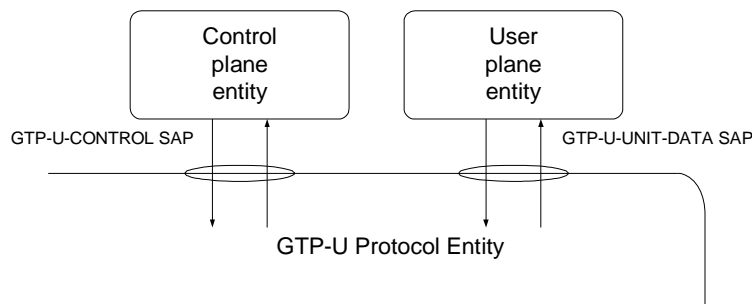 Control
plane
entity
User
plane
entity
GTP-U-CONTROL SAP
GTP-U-UNIT-DATA SAP
GTP-U Protocol Entity